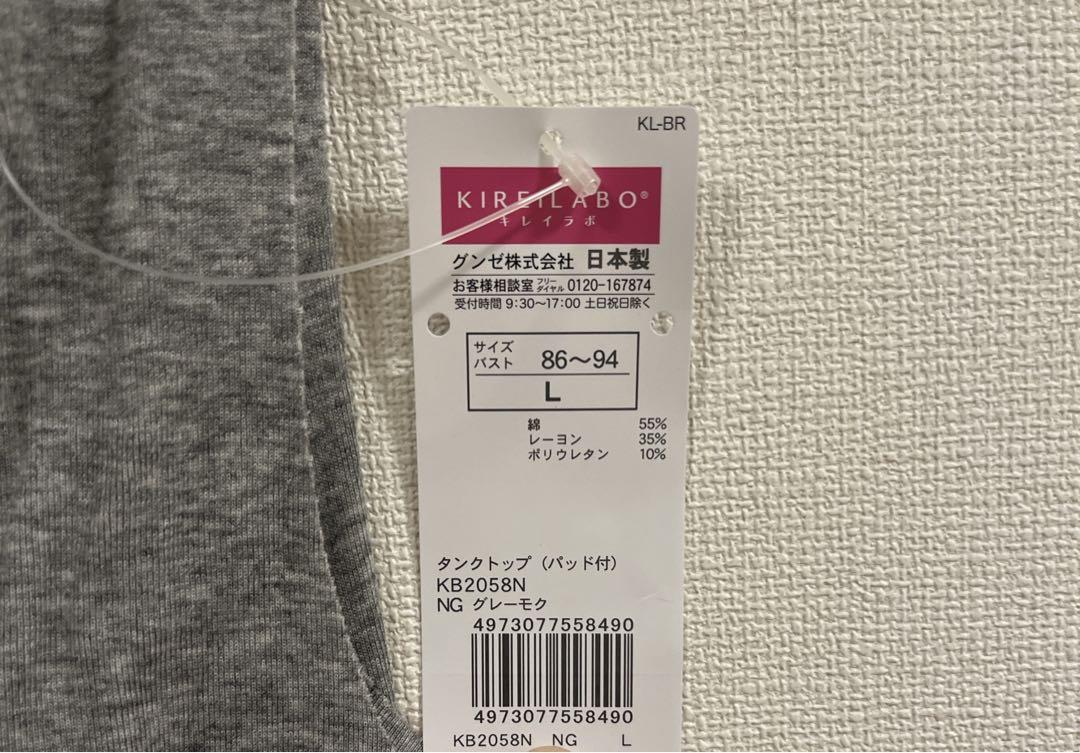 KL-BR
KIREILABO®
キレイラボ
グンゼ株式会社 日本製
お客様相談室 フリーダイヤル 0120-167874
受付時間 9:30～17:00 土日祝日除く
サイズ
バスト 86～94
L
綿 55%
レーヨン 35%
ポリウレタン 10%
タンクトップ（パッド付）
KB2058N
NG グレーモク
4973077558490
4973077558490
KB2058N NG L